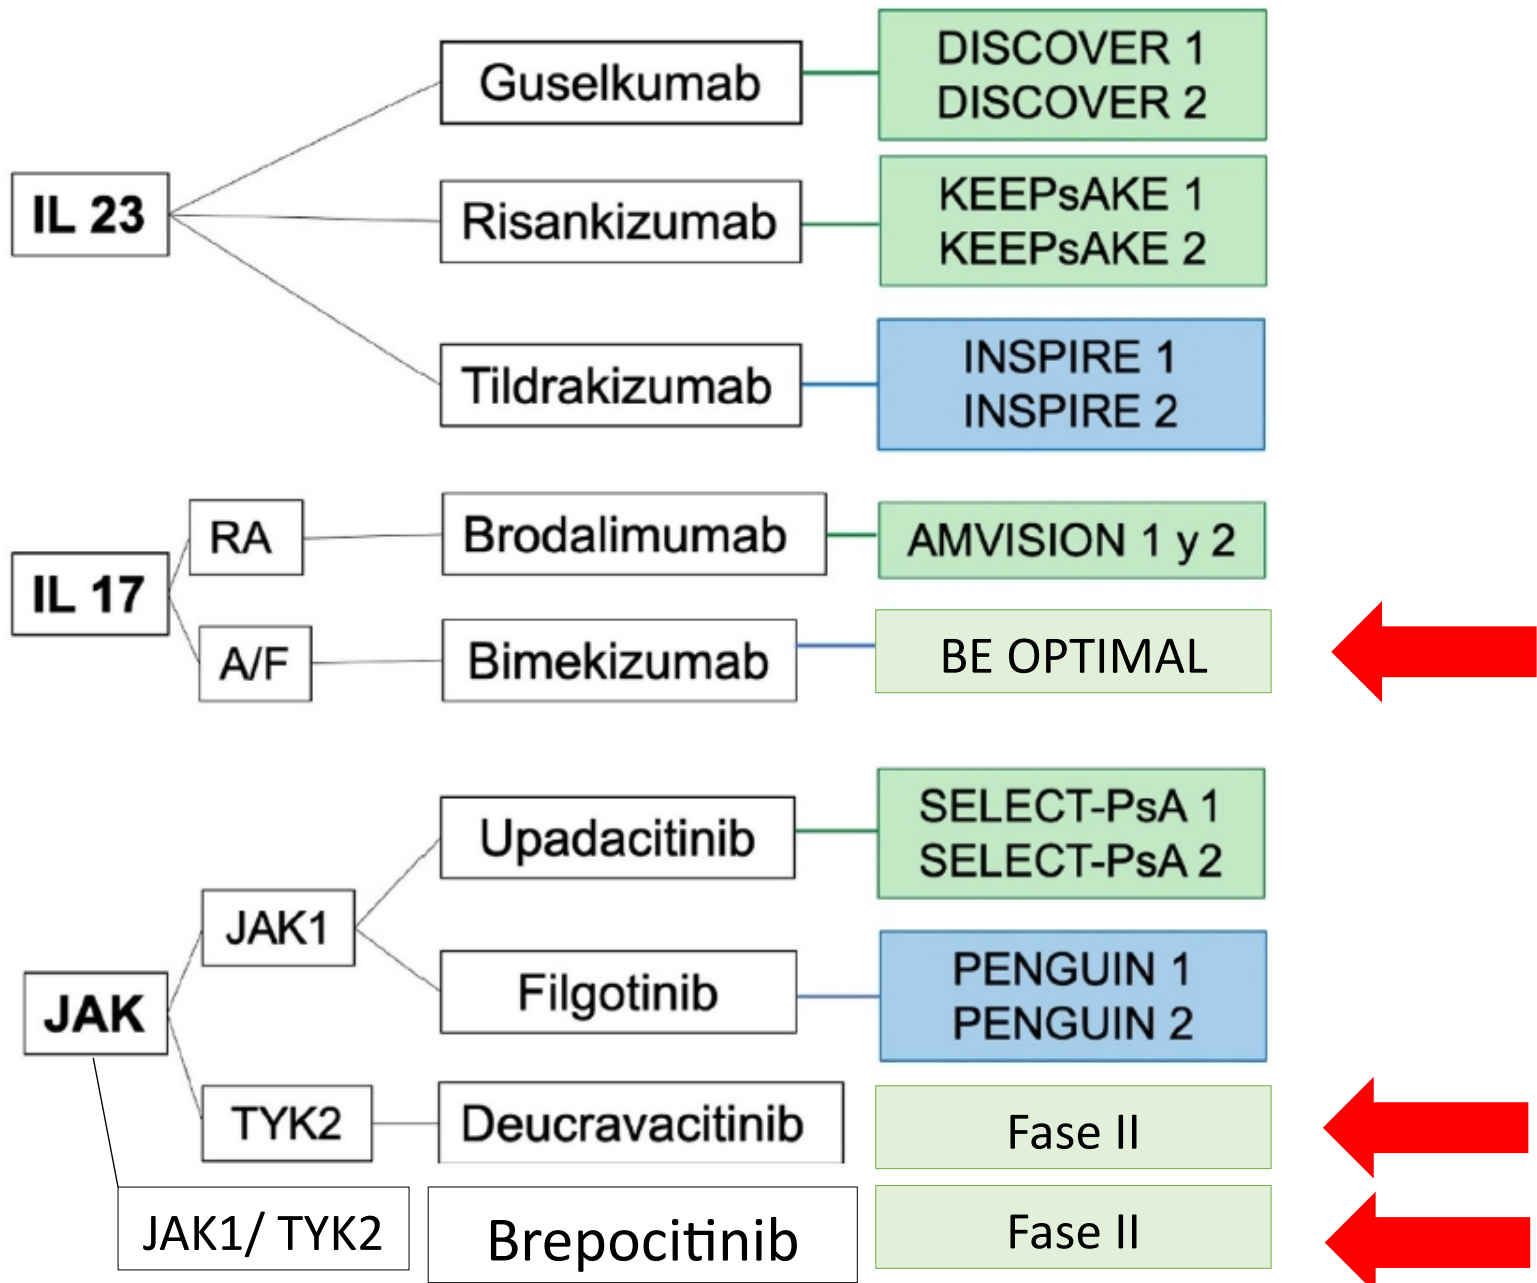 IL 23
Guselkumab
DISCOVER 1
DISCOVER 2
Risankizumab
KEEPsAKE 1
KEEPsAKE 2
Tildrakizumab
INSPIRE 1
INSPIRE 2
IL 17
RA
Brodalimumab
AMVISION 1 y 2
A/F
Bimekizumab
BE OPTIMAL
JAK
JAK1
Upadacitinib
SELECT-PsA 1
SELECT-PsA 2
Filgotinib
PENGUIN 1
PENGUIN 2
TYK2
Deucravacitinib
Fase II
JAK1/ TYK2
Brepocitinib
Fase II